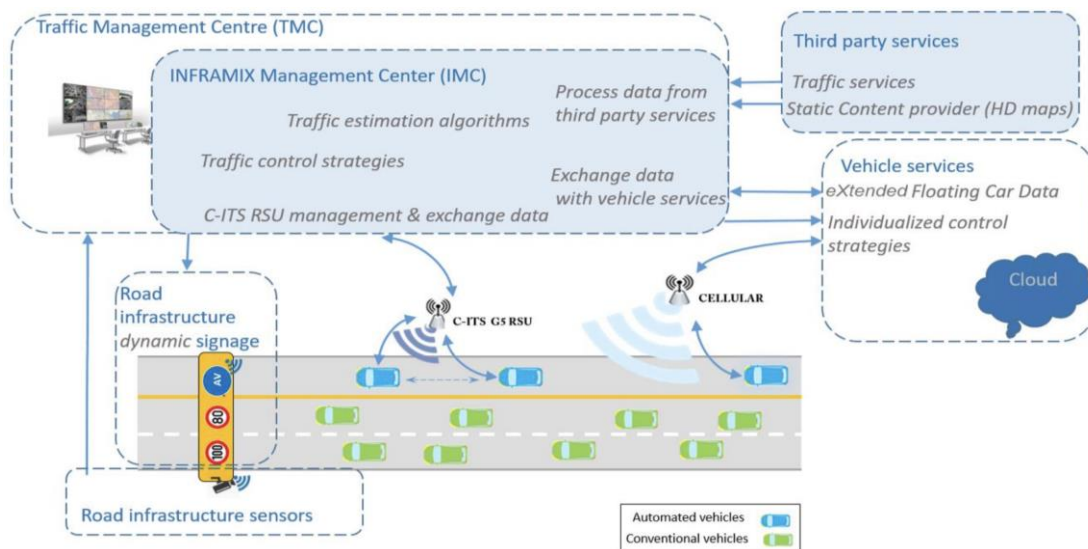 Traffic Management Centre (TMC)
INFRAMIX Management Center (IMC)
Traffic estimation algorithms
Traffic control strategies
C-ITS RSU management & exchange data
Process data from
third party services
Exchange data
with vehicle services
Third party services
Traffic services
Static Content provider (HD maps)
Vehicle services
eXtended Floating Car Data
Individualized control
strategies
Cloud
Road
infrastructure
dynamic signage
C-ITS G5 RSU
CELLULAR
AV
80
100
Road infrastructure sensors
Automated vehicles
Conventional vehicles